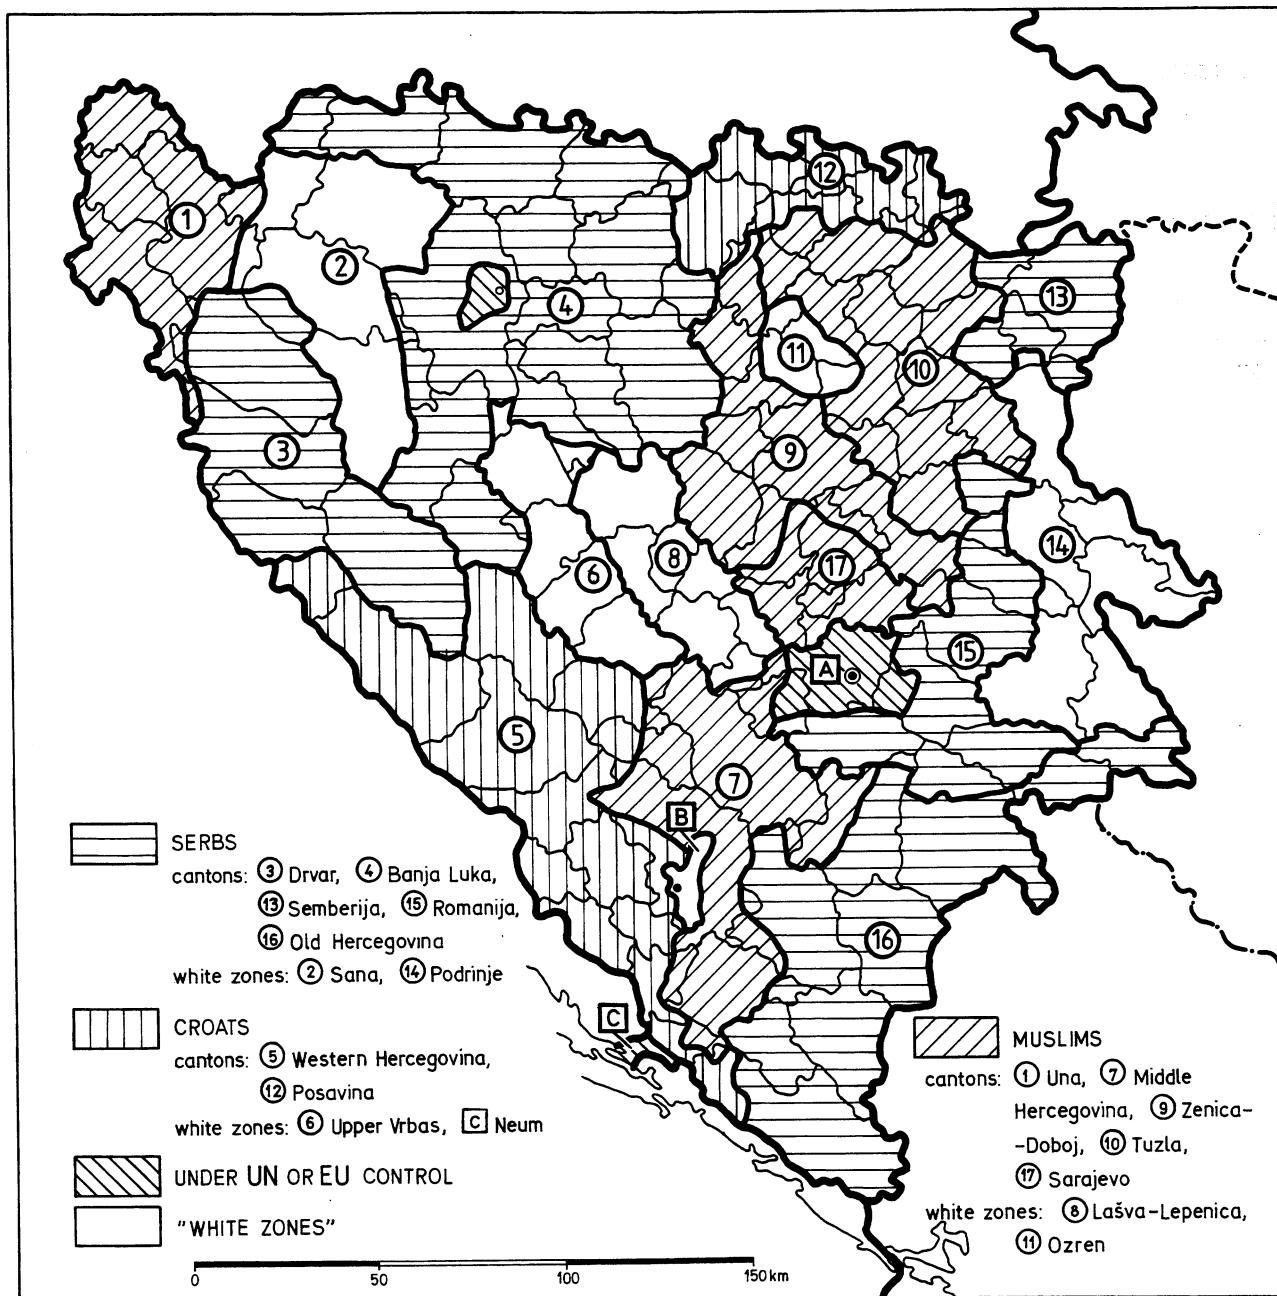 1
2
3
4
5
6
7
8
9
10
11
12
13
14
15
16
17
A
B
C
SERBS
cantons: 3 Drvar, 4 Banja Luka,
13 Semberija, 15 Romanija,
16 Old Hercegovina
white zones: 2 Sana, 14 Podrinje
CROATS
cantons: 5 Western Hercegovina,
12 Posavina
white zones: 6 Upper Vrbas, C Neum
UNDER UN OR EU CONTROL
"WHITE ZONES"
0 50 100 150 km
MUSLIMS
cantons: 1 Una, 7 Middle
Hercegovina, 9 Zenica-
-Doboj, 10 Tuzla,
17 Sarajevo
white zones: 8 Lašva-Lepenica,
11 Ozren